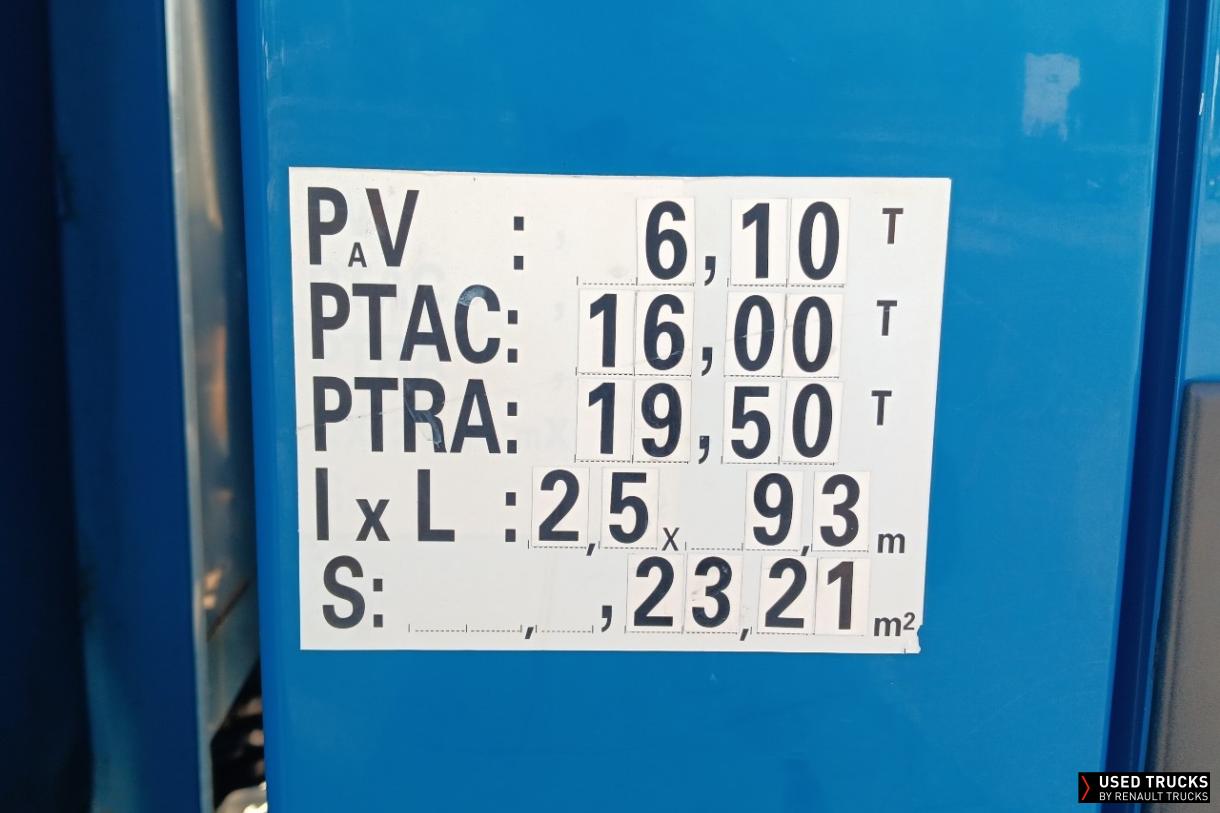 PAV : 6,10 T
PTAC: 16,00 T
PTRA: 19,50 T
l x L : 2,5 x 9,3 m
S: , , 23,21 m²
USED TRUCKS
BY RENAULT TRUCKS